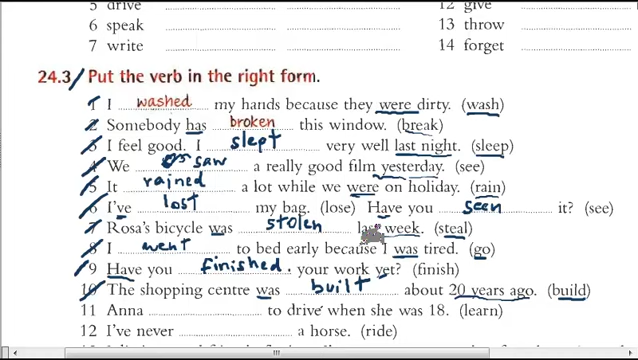 5 drive 12 give
6 speak 13 throw
7 write 14 forget
24.3 Put the verb in the right form.
1 I washed my hands because they were dirty. (wash)
2 Somebody has broken this window. (break)
3 I feel good. I slept very well last night. (sleep)
4 We saw a really good film yesterday. (see)
5 It rained a lot while we were on holiday. (rain)
6 I've lost my bag. (lose) Have you seen it? (see)
7 Rosa's bicycle was stolen last week. (steal)
8 I went to bed early because I was tired. (go)
9 Have you finished your work yet? (finish)
10 The shopping centre was built about 20 years ago. (build)
11 Anna to drive when she was 18. (learn)
12 I've never a horse. (ride)